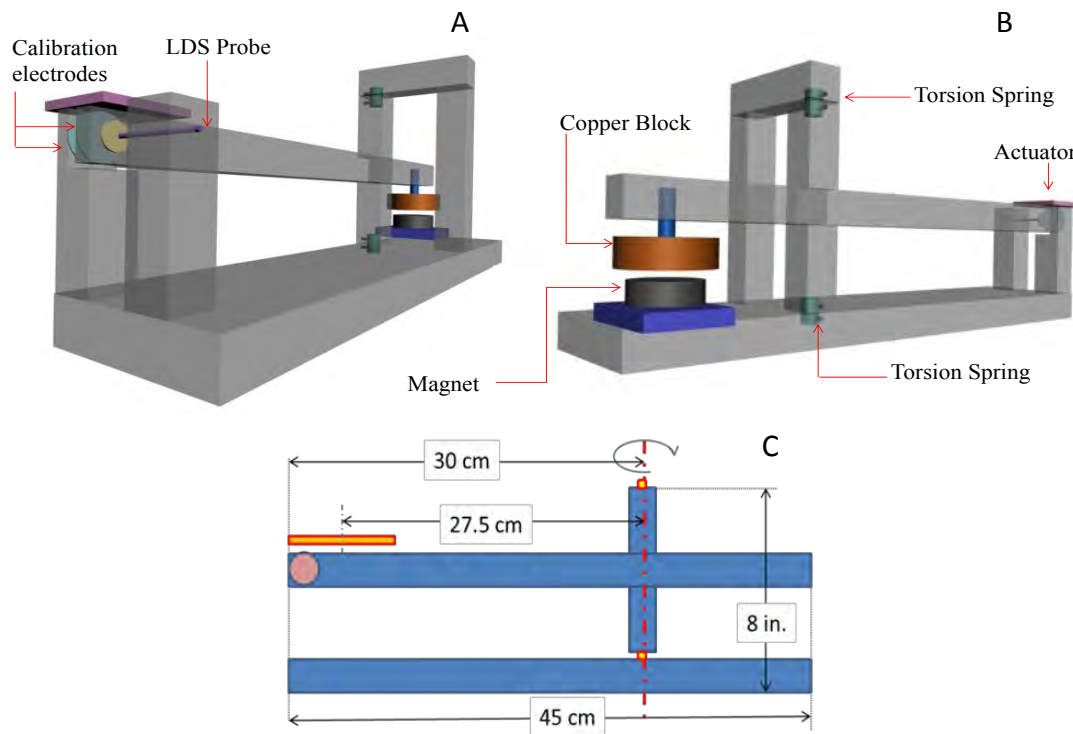 A
B
Calibration
electrodes
LDS Probe
Torsion Spring
Copper Block
Actuator
Magnet
Torsion Spring
C
30 cm
27.5 cm
8 in.
45 cm